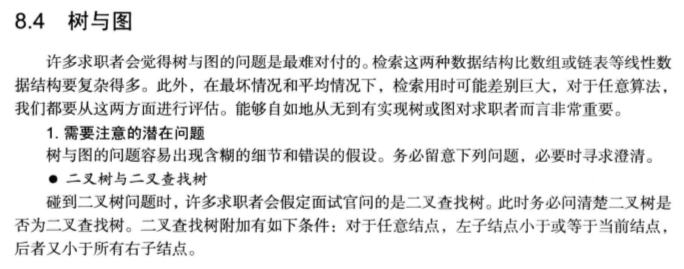 8.4 树与图
许多求职者会觉得树与图的问题是最难对付的。检索这两种数据结构比数组或链表等线性数
据结构要复杂得多。此外，在最坏情况和平均情况下，检索用时可能差别巨大，对于任意算法，
我们都要从这两方面进行评估。能够自如地从无到有实现树或图对求职者而言非常重要。
1. 需要注意的潜在问题
树与图的问题容易出现含糊的细节和错误的假设。务必留意下列问题，必要时寻求澄清。
● 二叉树与二叉查找树
碰到二叉树问题时，许多求职者会假定面试官问的是二叉查找树。此时务必问清楚二叉树是
否为二叉查找树。二叉查找树附加有如下条件：对于任意结点，左子结点小于或等于当前结点，
后者又小于所有右子结点。